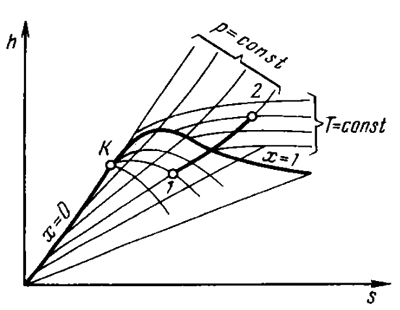 h
p=const
2
T=const
K
1
x=1
x=0
s